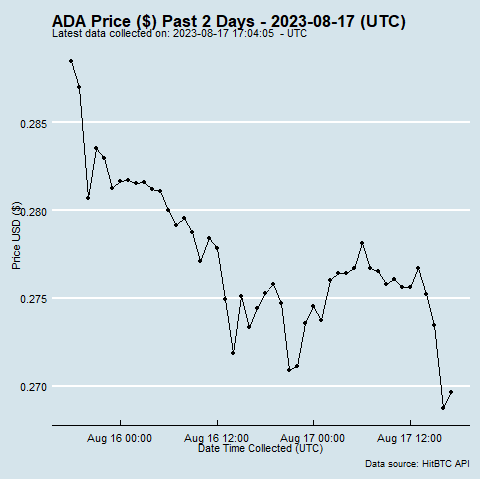 ADA Price ($) Past 2 Days - 2023-08-17 (UTC)
Latest data collected on: 2023-08-17 17:04:05 - UTC
0.285
0.280
0.275
0.270
Price USD ($)
Aug 16 00:00 Aug 16 12:00 Aug 17 00:00 Aug 17 12:00
Date Time Collected (UTC)
Data source: HitBTC API